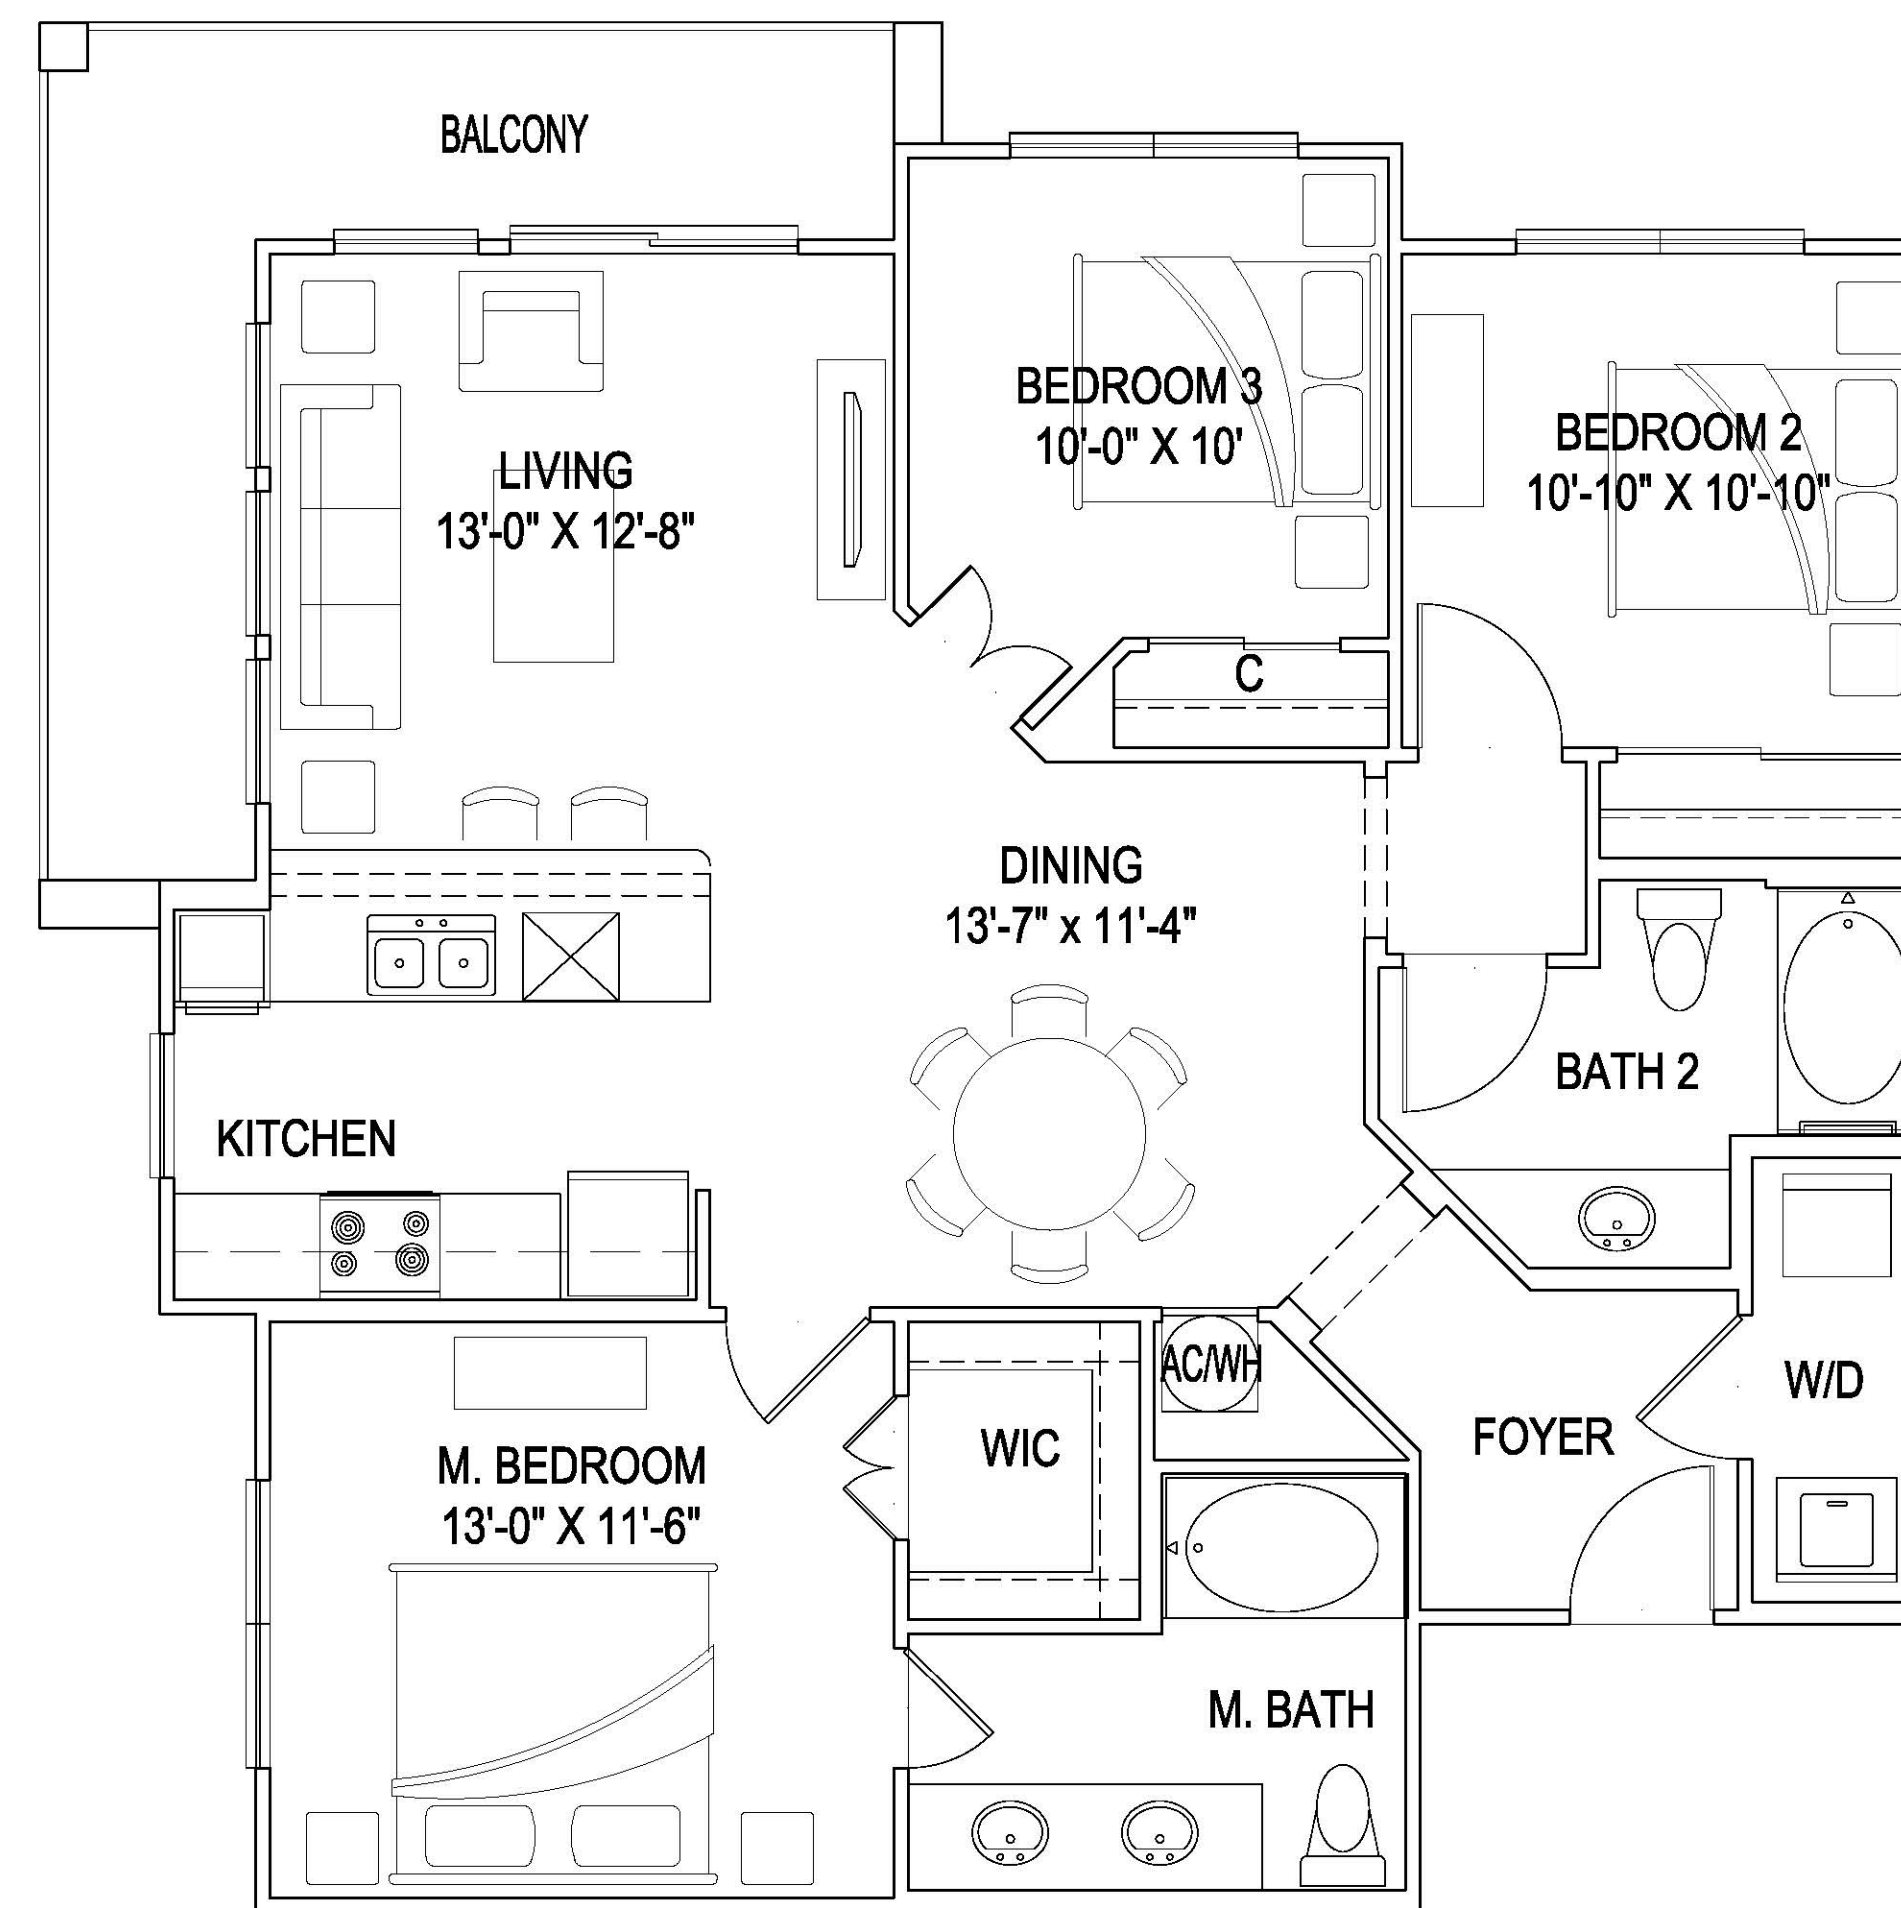 BALCONY
BEDROOM 3
10'-0" X 10'
BEDROOM 2
10'-10" X 10'-10"
LIVING
13'-0" X 12'-8"
C
DINING
13'-7" x 11'-4"
BATH 2
KITCHEN
AC/WH
W/D
WIC
FOYER
M. BEDROOM
13'-0" X 11'-6"
M. BATH